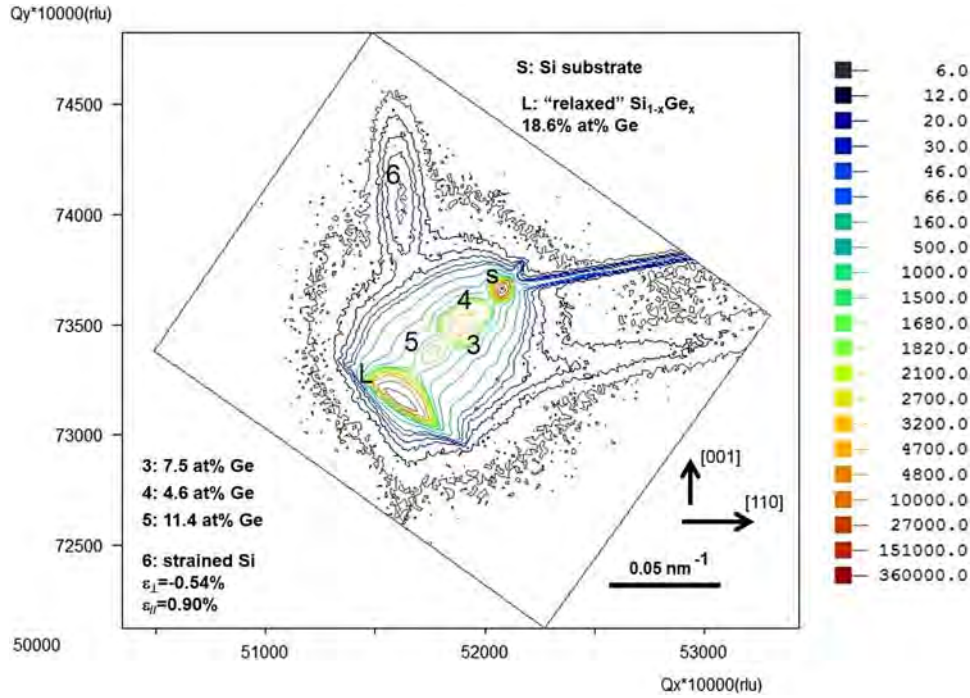 Qy*10000(rlu)
S: Si substrate
L: “relaxed” Si1-xGex
18.6% at% Ge
74500
74000
73500
73000
72500
50000
51000
52000
53000
Qx*10000(rlu)
6
S
4
5
3
L
3: 7.5 at% Ge
4: 4.6 at% Ge
5: 11.4 at% Ge
6: strained Si
ε⊥=-0.54%
ε//=0.90%
[001]
[110]
0.05 nm-1
6.0
12.0
20.0
30.0
46.0
66.0
160.0
500.0
1000.0
1500.0
1680.0
1820.0
2100.0
2700.0
3200.0
4700.0
4800.0
10000.0
27000.0
151000.0
360000.0